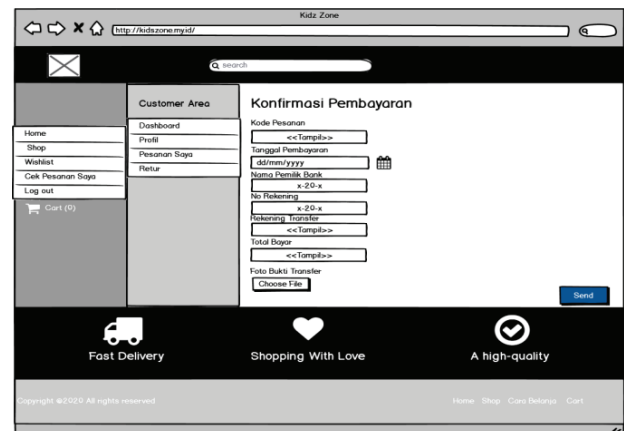 Kidz Zone
http://kidszone.my.id/
search
Home
Shop
Wishlist
Cek Pesanan Saya
Log out
Cart (0)
Customer Area
Dashboard
Profil
Pesanan Saya
Retur
Konfirmasi Pembayaran
Kode Pesanan
<<Tampil>>
Tanggal Pembayaran
dd/mm/yyyy
Nama Pemilik Bank
x-20-x
No Rekening
x-20-x
Rekening Transfer
<<Tampil>>
Total Bayar
<<Tampil>>
Foto Bukti Transfer
Choose File
Send
Fast Delivery
Shopping With Love
A high-quality
Copyright @2020 All rights reserved
Home Shop Cara Belanja Cart